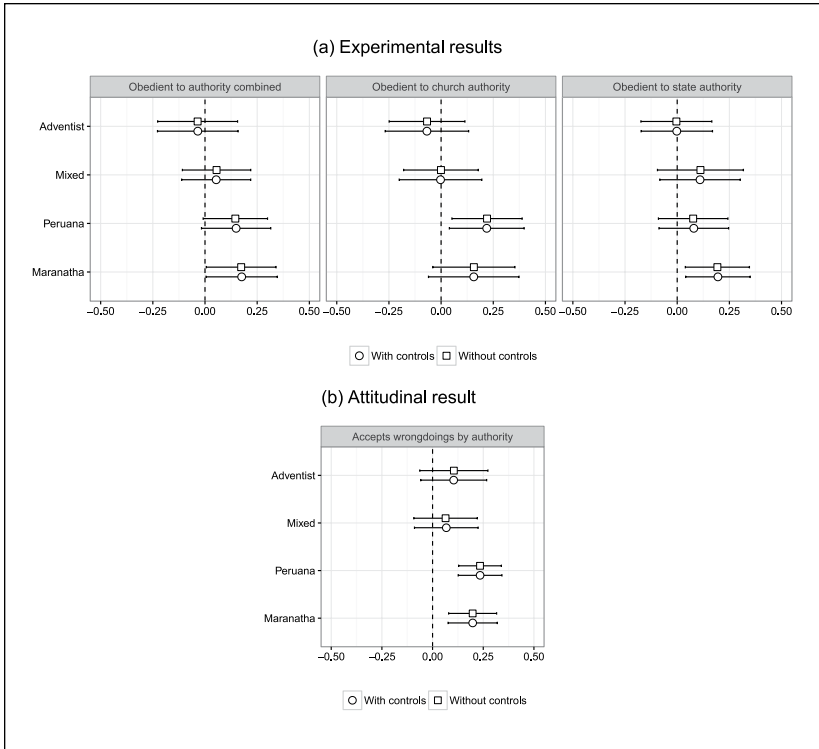 (a) Experimental results
Obedient to authority combined Obedient to church authority Obedient to state authority
Adventist
Mixed
Peruana
Maranatha
−0.50 −0.25 0.00 0.25 0.50 −0.50 −0.25 0.00 0.25 0.50 −0.50 −0.25 0.00 0.25 0.50
With controls Without controls
(b) Attitudinal result
Accepts wrongdoings by authority
Adventist
Mixed
Peruana
Maranatha
−0.50 −0.25 0.00 0.25 0.50
With controls Without controls